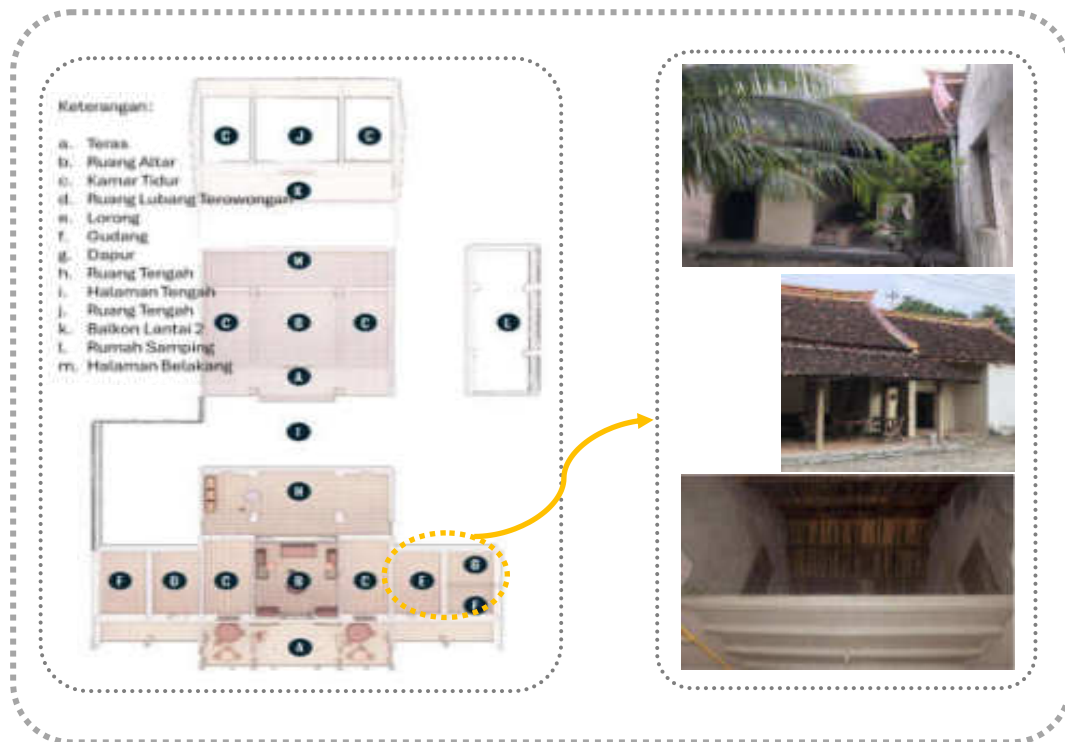 Keterangan:
a. Teras
b. Ruang Altar
c. Kamar Tidur
d. Ruang Lubang Terowongan
e. Lorong
f. Gudang
g. Dapur
h. Ruang Tengah
i. Halaman Tengah
j. Ruang Tengah
k. Balkon Lantai 2
l. Rumah Samping
m. Halaman Belakang
C J C
K
M
C B C
L
A
I
H
F D C B C E G
F
A